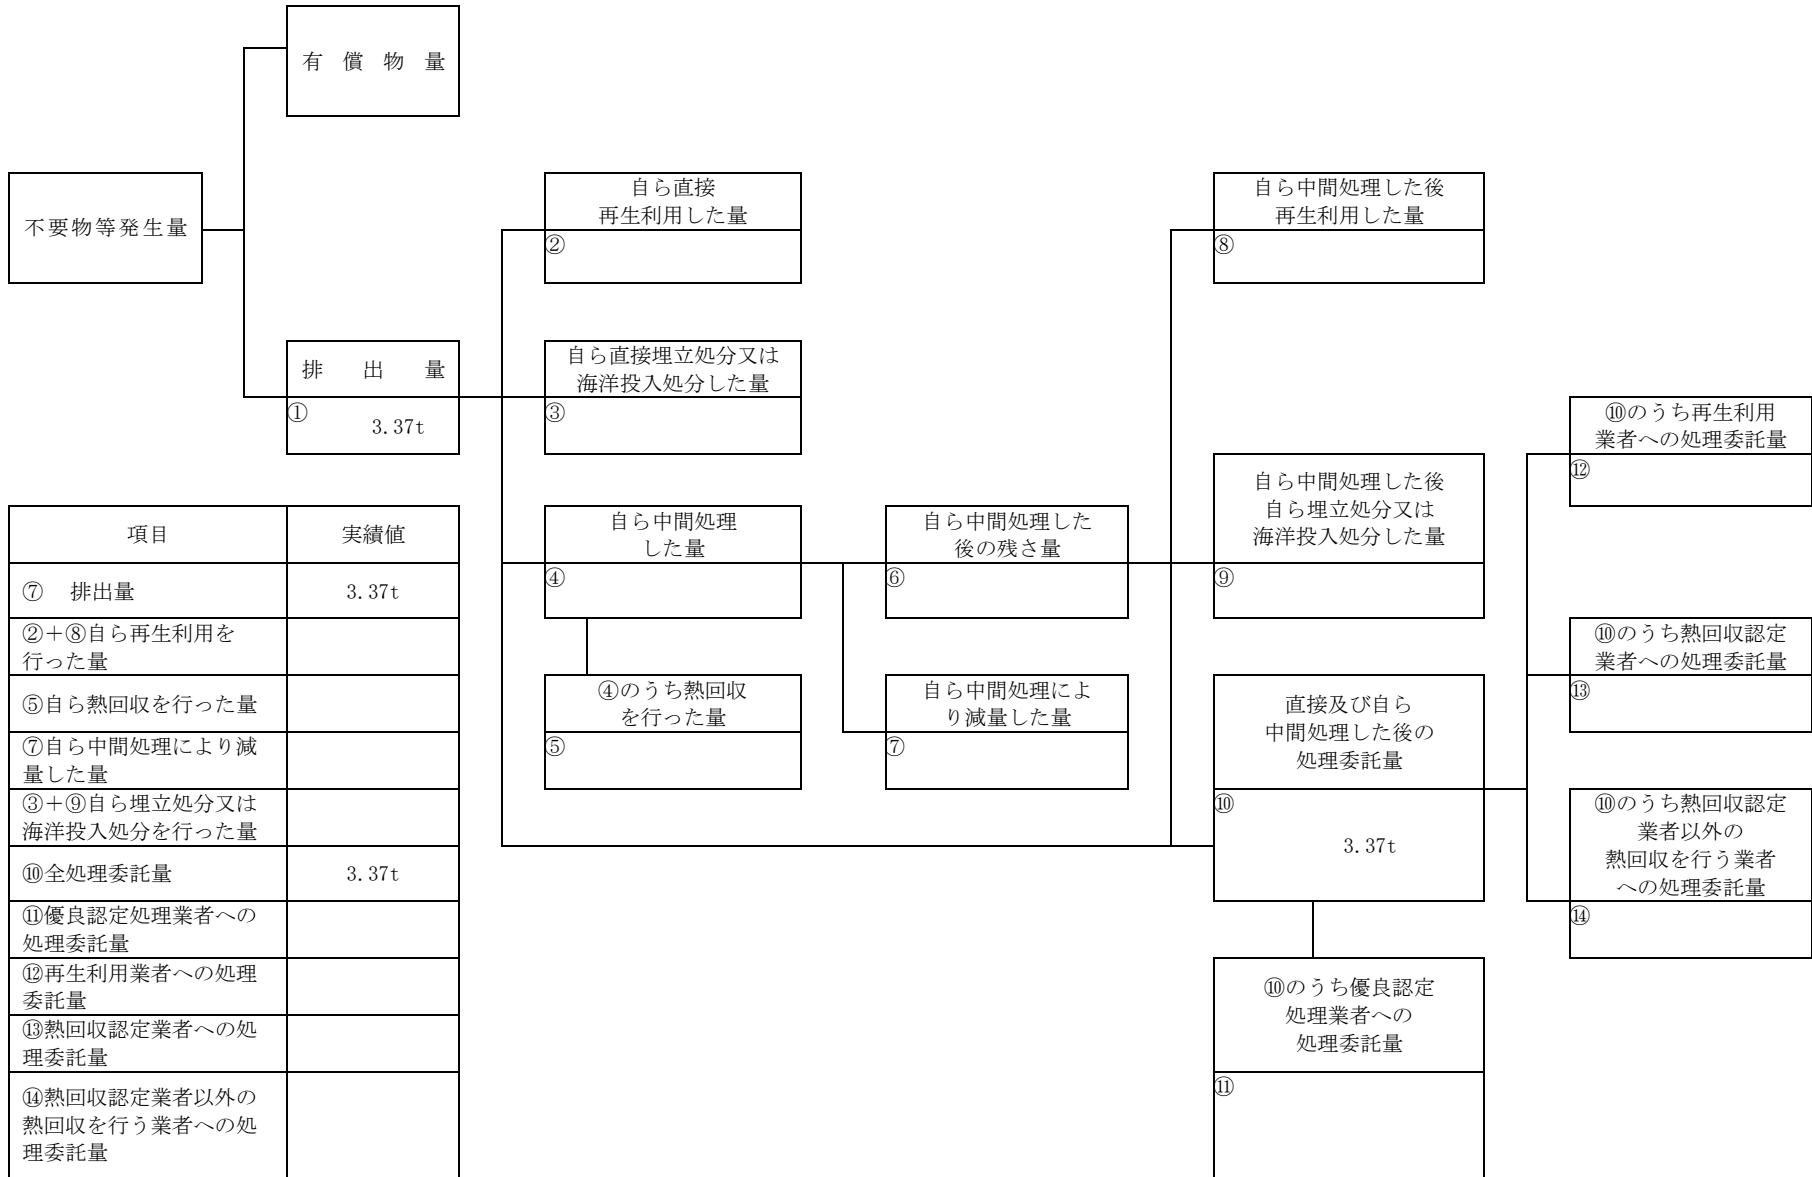 有 償 物 量
不要物等発生量
自ら直接
再生利用した量
②
自ら中間処理した後
再生利用した量
⑧
排 出 量
① 3.37t
自ら直接埋立処分又は
海洋投入処分した量
③
⑩のうち再生利用
業者への処理委託量
⑫
自ら中間処理
した量
④
自ら中間処理した
後の残さ量
⑥
自ら中間処理した後
自ら埋立処分又は
海洋投入処分した量
⑨
④のうち熱回収
を行った量
⑤
自ら中間処理によ
り減量した量
⑦
直接及び自ら
中間処理した後の
処理委託量
⑩
3.37t
⑩のうち熱回収認定
業者への処理委託量
⑬
⑩のうち熱回収認定
業者以外の
熱回収を行う業者
への処理委託量
⑭
⑩のうち優良認定
処理業者への
処理委託量
⑪
項目 実績値
⑦ 排出量 3.37t
②+⑧自ら再生利用を
行った量
⑤自ら熱回収を行った量
⑦自ら中間処理により減
量した量
③+⑨自ら埋立処分又は
海洋投入処分を行った量
⑩全処理委託量 3.37t
⑪優良認定処理業者への
処理委託量
⑫再生利用業者への処理
委託量
⑬熱回収認定業者への処
理委託量
⑭熱回収認定業者以外の
熱回収を行う業者への処
理委託量